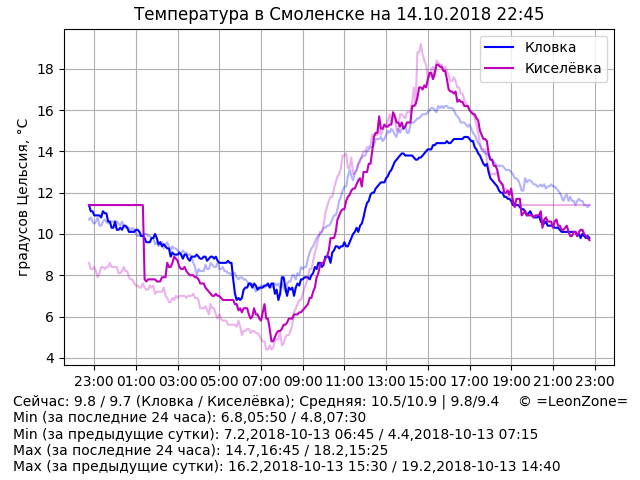 Температура в Смоленске на 14.10.2018 22:45
Кловка
Киселёвка
градусов Цельсия, °C
18
16
14
12
10
8
6
4
23:00 01:00 03:00 05:00 07:00 09:00 11:00 13:00 15:00 17:00 19:00 21:00 23:00
Сейчас: 9.8 / 9.7 (Кловка / Киселёвка); Средняя: 10.5/10.9 | 9.8/9.4 © =LeonZone=
Min (за последние 24 часа): 6.8,05:50 / 4.8,07:30
Min (за предыдущие сутки): 7.2,2018-10-13 06:45 / 4.4,2018-10-13 07:15
Max (за последние 24 часа): 14.7,16:45 / 18.2,15:25
Max (за предыдущие сутки): 16.2,2018-10-13 15:30 / 19.2,2018-10-13 14:40